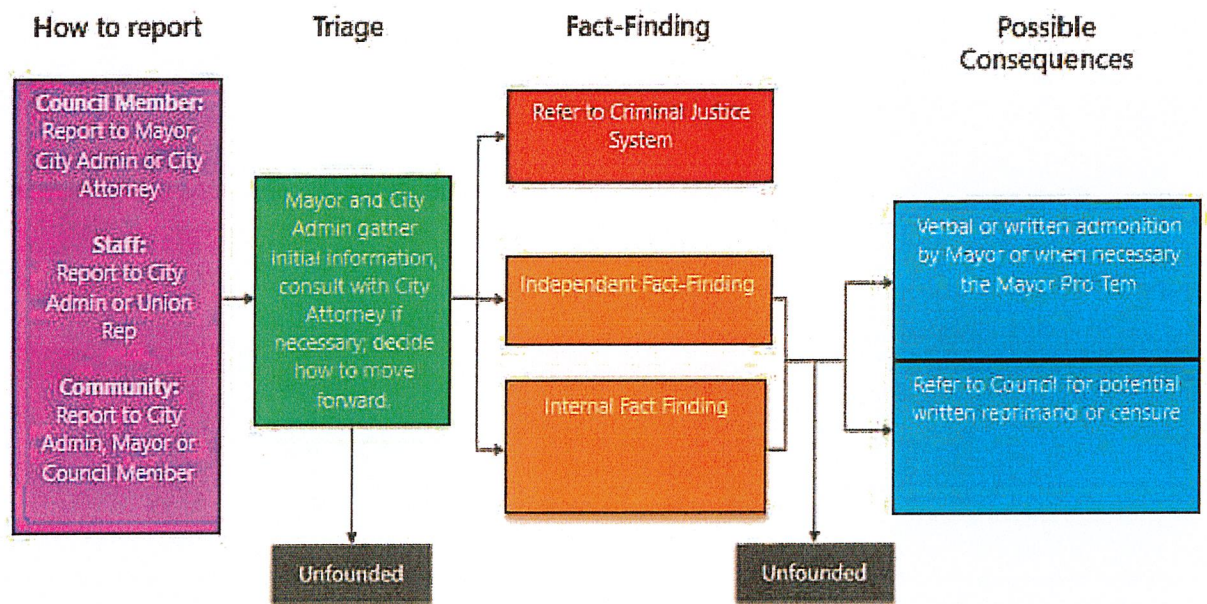 How to report
Triage
Fact-Finding
Possible
Consequences
Council Member:
Report to Mayor,
City Admin or City
Attorney
Staff:
Report to City
Admin or Union
Rep
Community:
Report to City
Admin, Mayor or
Council Member
Mayor and City
Admin gather
initial information,
consult with City
Attorney if
necessary; decide
how to move
forward.
Unfounded
Refer to Criminal Justice
System
Independent Fact-Finding
Internal Fact Finding
Unfounded
Verbal or written admonition
by Mayor or when necessary
the Mayor Pro Tem
Refer to Council for potential
written reprimand or censure